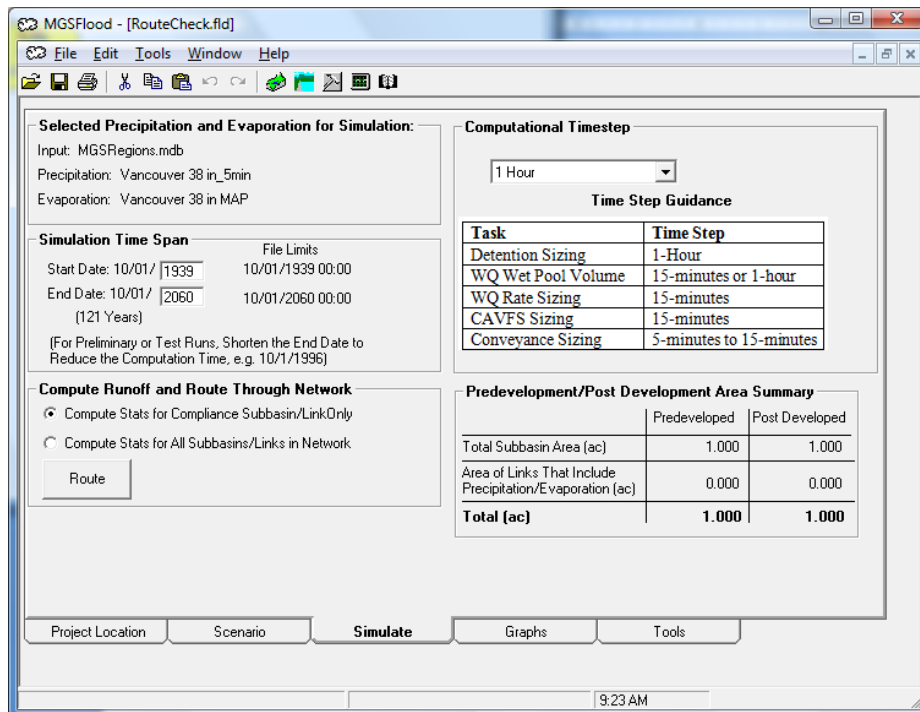 MGSFlood - [RouteCheck.fld]
File Edit Tools Window Help
Selected Precipitation and Evaporation for Simulation:
Input: MGSRegions.mdb
Precipitation: Vancouver 38 in_5min
Evaporation: Vancouver 38 in MAP
Simulation Time Span
File Limits
Start Date: 10/01/ 1939 10/01/1939 00:00
End Date: 10/01/ 2060 10/01/2060 00:00
(121 Years)
(For Preliminary or Test Runs, Shorten the End Date to
Reduce the Computation Time, e.g. 10/1/1996)
Compute Runoff and Route Through Network
Compute Stats for Compliance Subbasin/LinkOnly
Compute Stats for All Subbasins/Links in Network
Route
Computational Timestep
1 Hour
Time Step Guidance
Task Time Step
Detention Sizing 1-Hour
WQ Wet Pool Volume 15-minutes or 1-hour
WQ Rate Sizing 15-minutes
CAVFS Sizing 15-minutes
Conveyance Sizing 5-minutes to 15-minutes
Predevelopment/Post Development Area Summary
Predeveloped Post Developed
Total Subbasin Area (ac) 1.000 1.000
Area of Links That Include
Precipitation/Evaporation (ac) 0.000 0.000
Total (ac) 1.000 1.000
Project Location Scenario Simulate Graphs Tools
9:23 AM